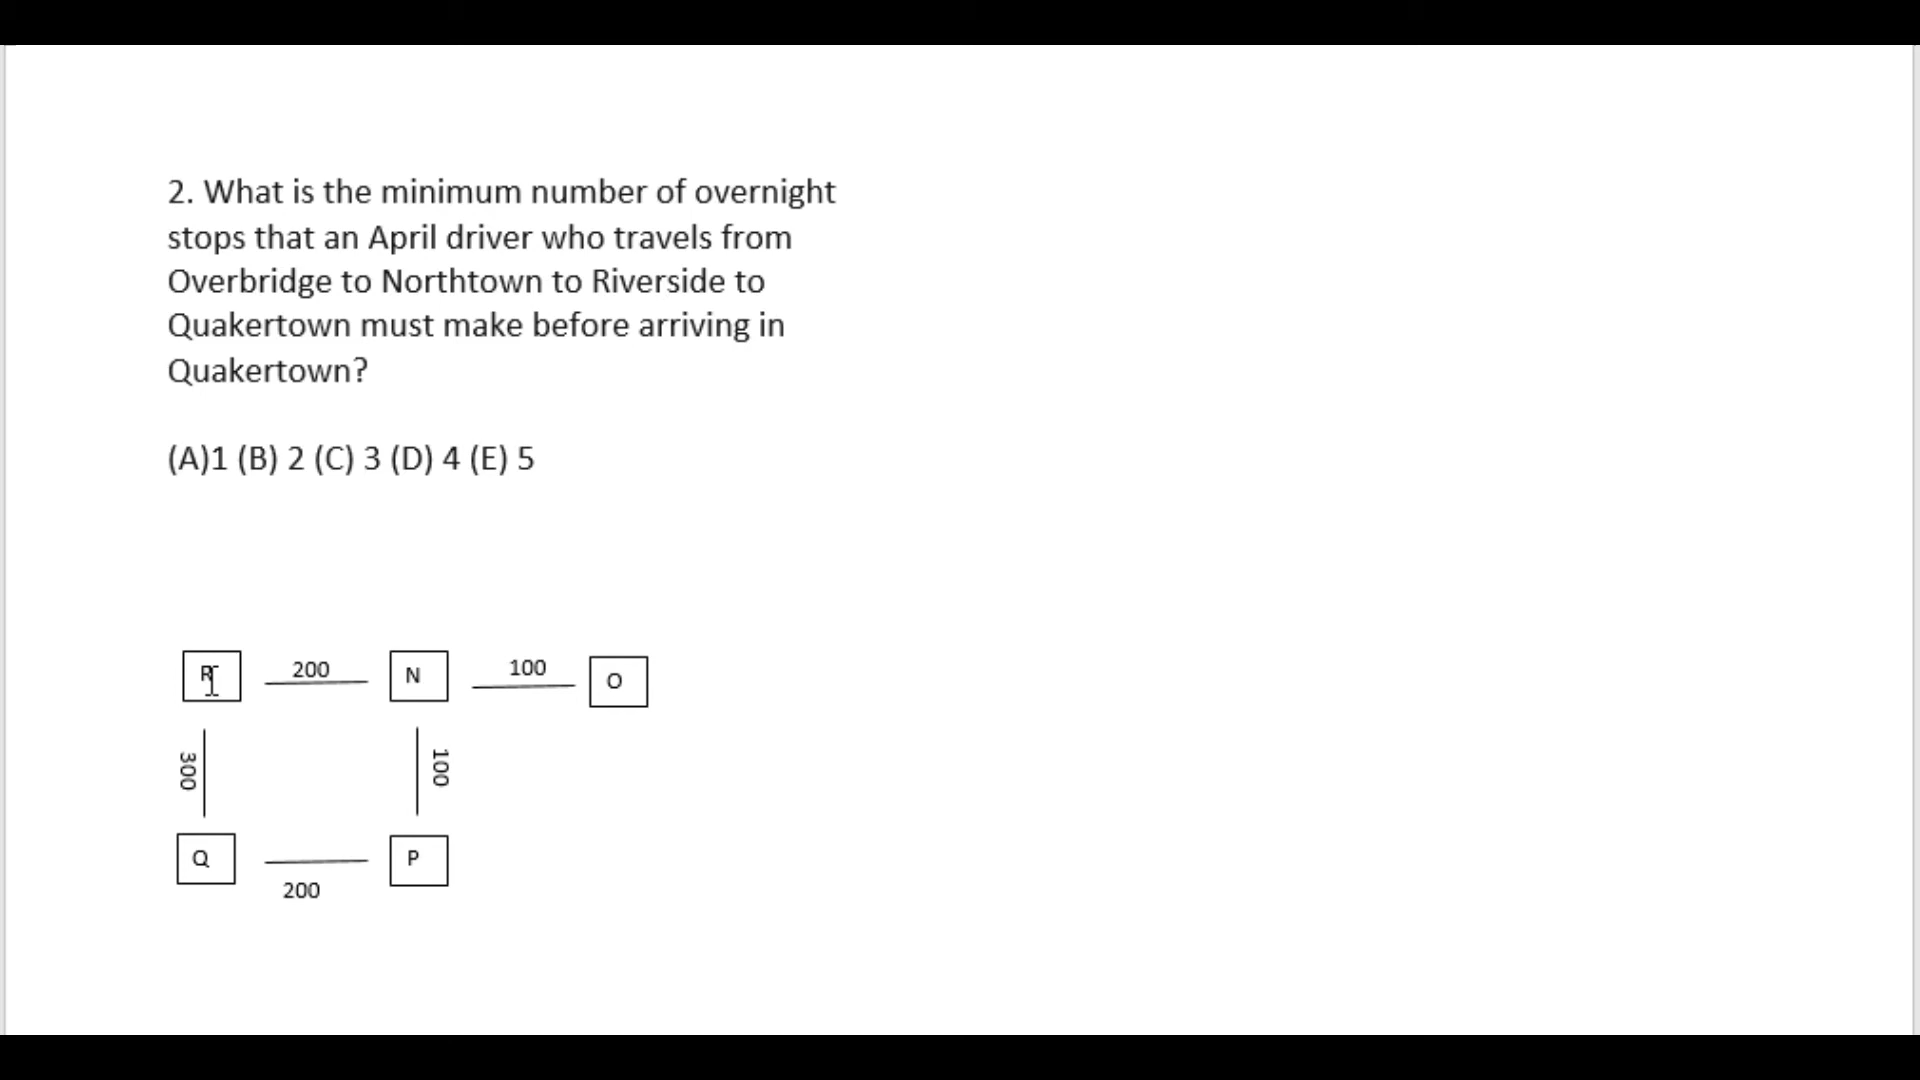 2. What is the minimum number of overnight
stops that an April driver who travels from
Overbridge to Northtown to Riverside to
Quakertown must make before arriving in
Quakertown?
(A)1 (B) 2 (C) 3 (D) 4 (E) 5
R 200 N 100 O
300 100
Q 200 P